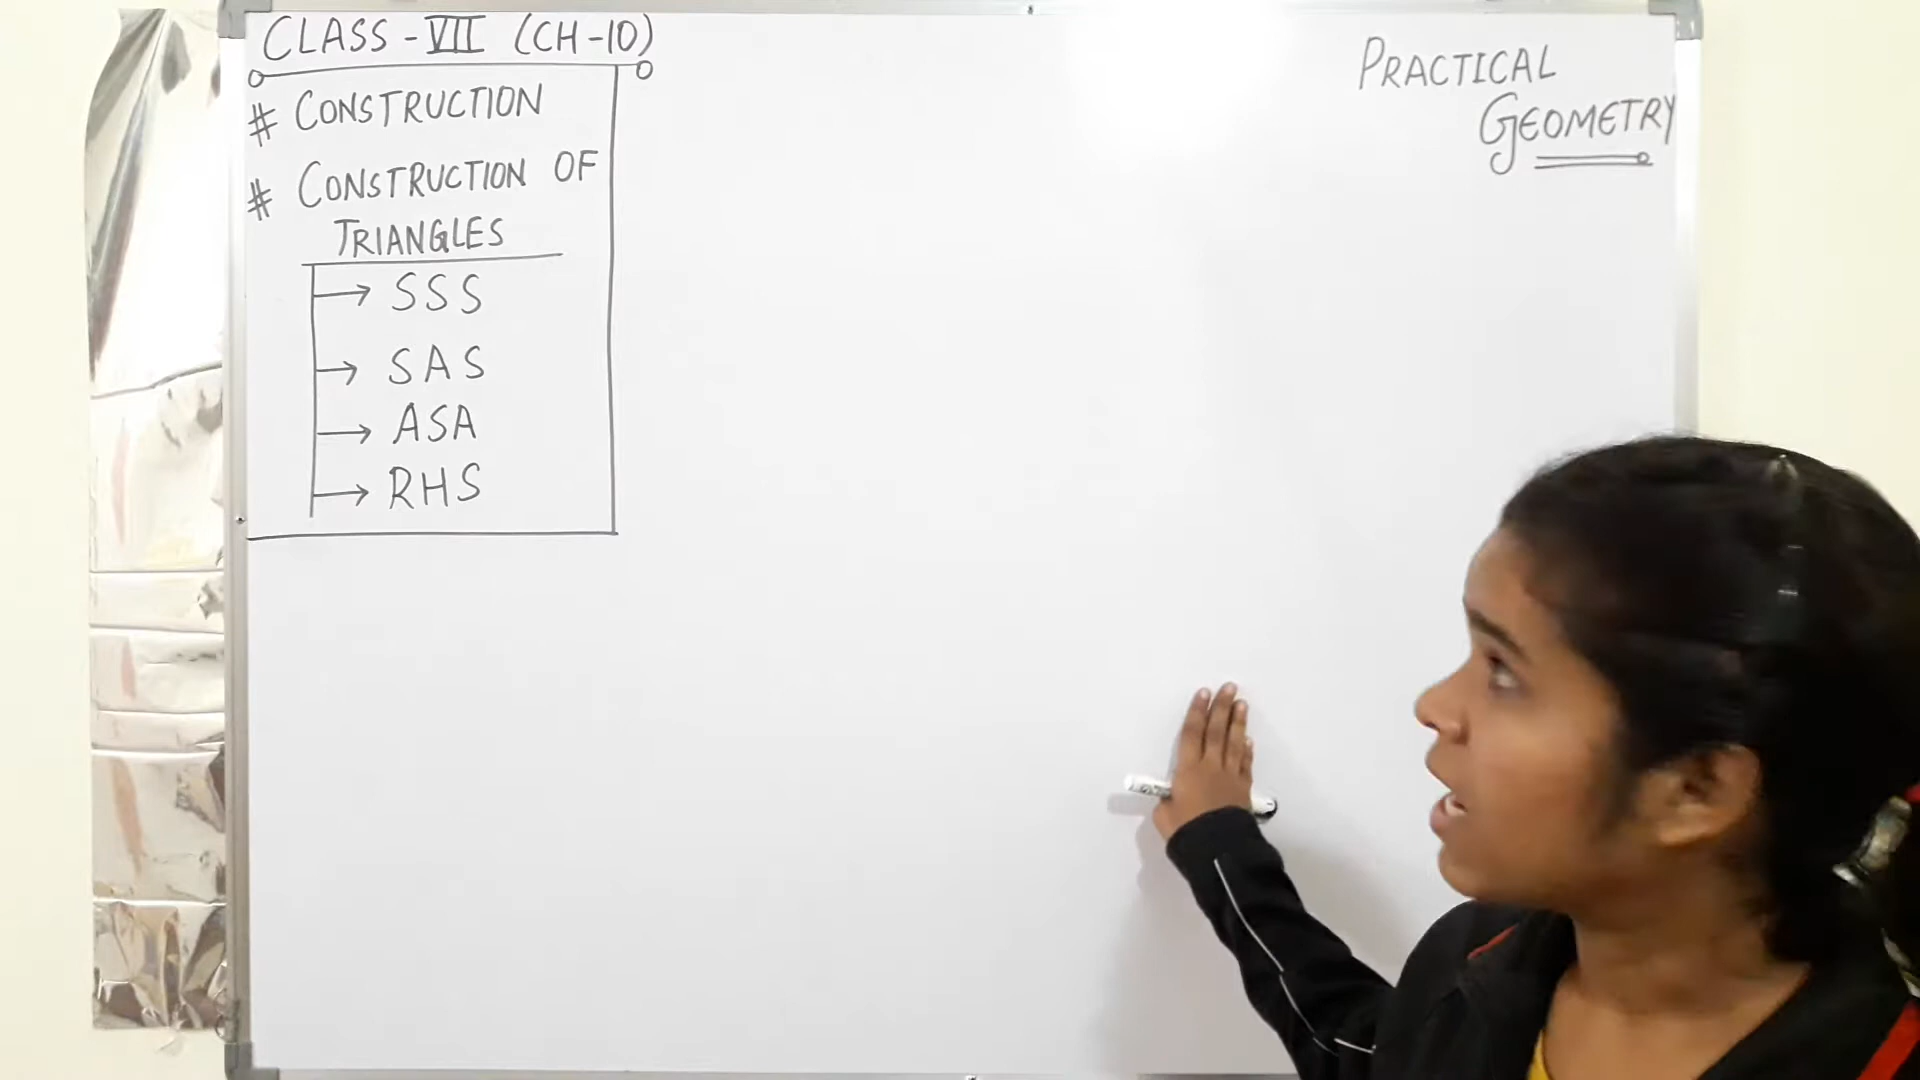 CLASS - VII (CH-10)
# CONSTRUCTION
# CONSTRUCTION OF
TRIANGLES
→ SSS
→ SAS
→ ASA
→ RHS
PRACTICAL
GEOMETRY